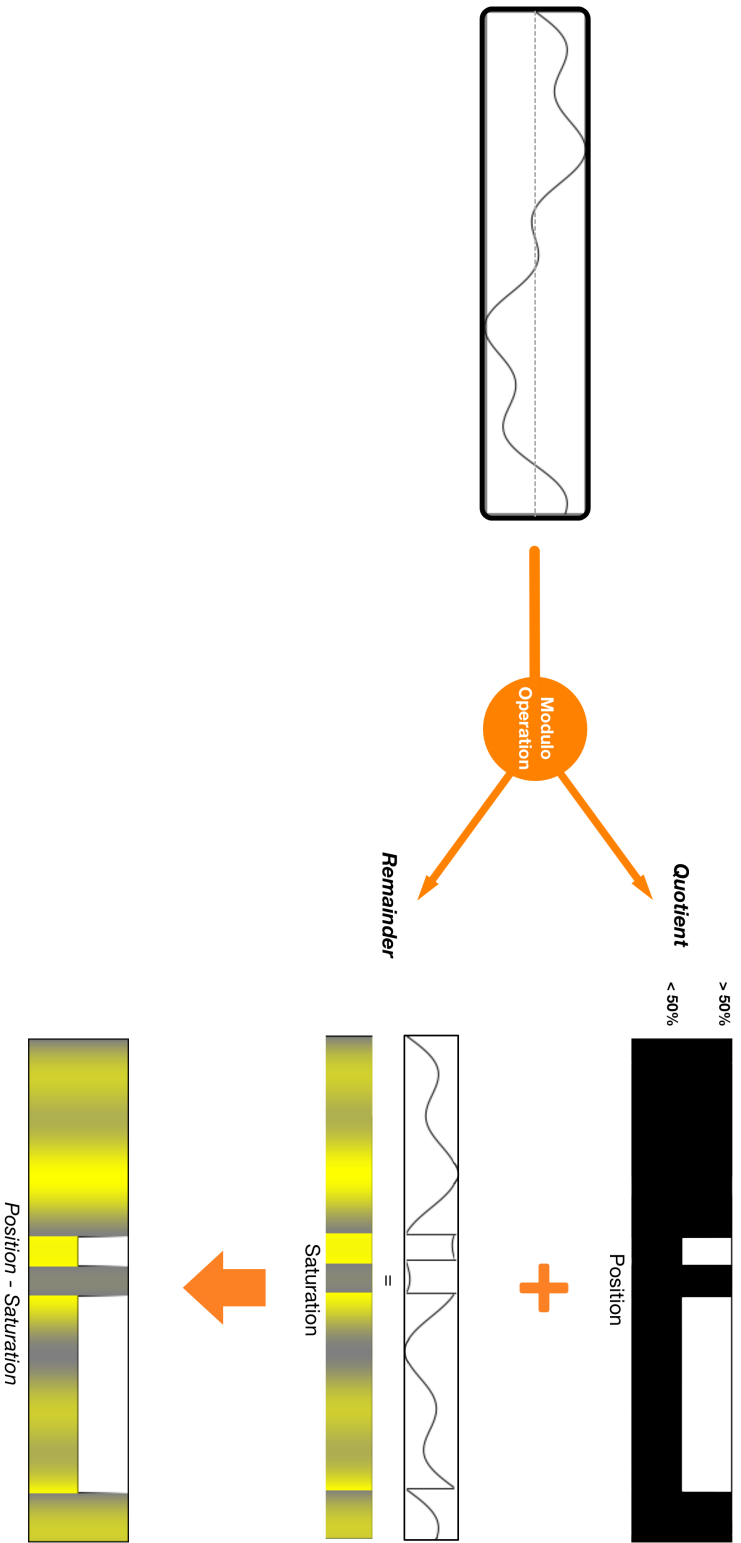 Modulo
Operation
Quotient
Remainder
> 50%
< 50%
Position
=
Saturation
Position - Saturation